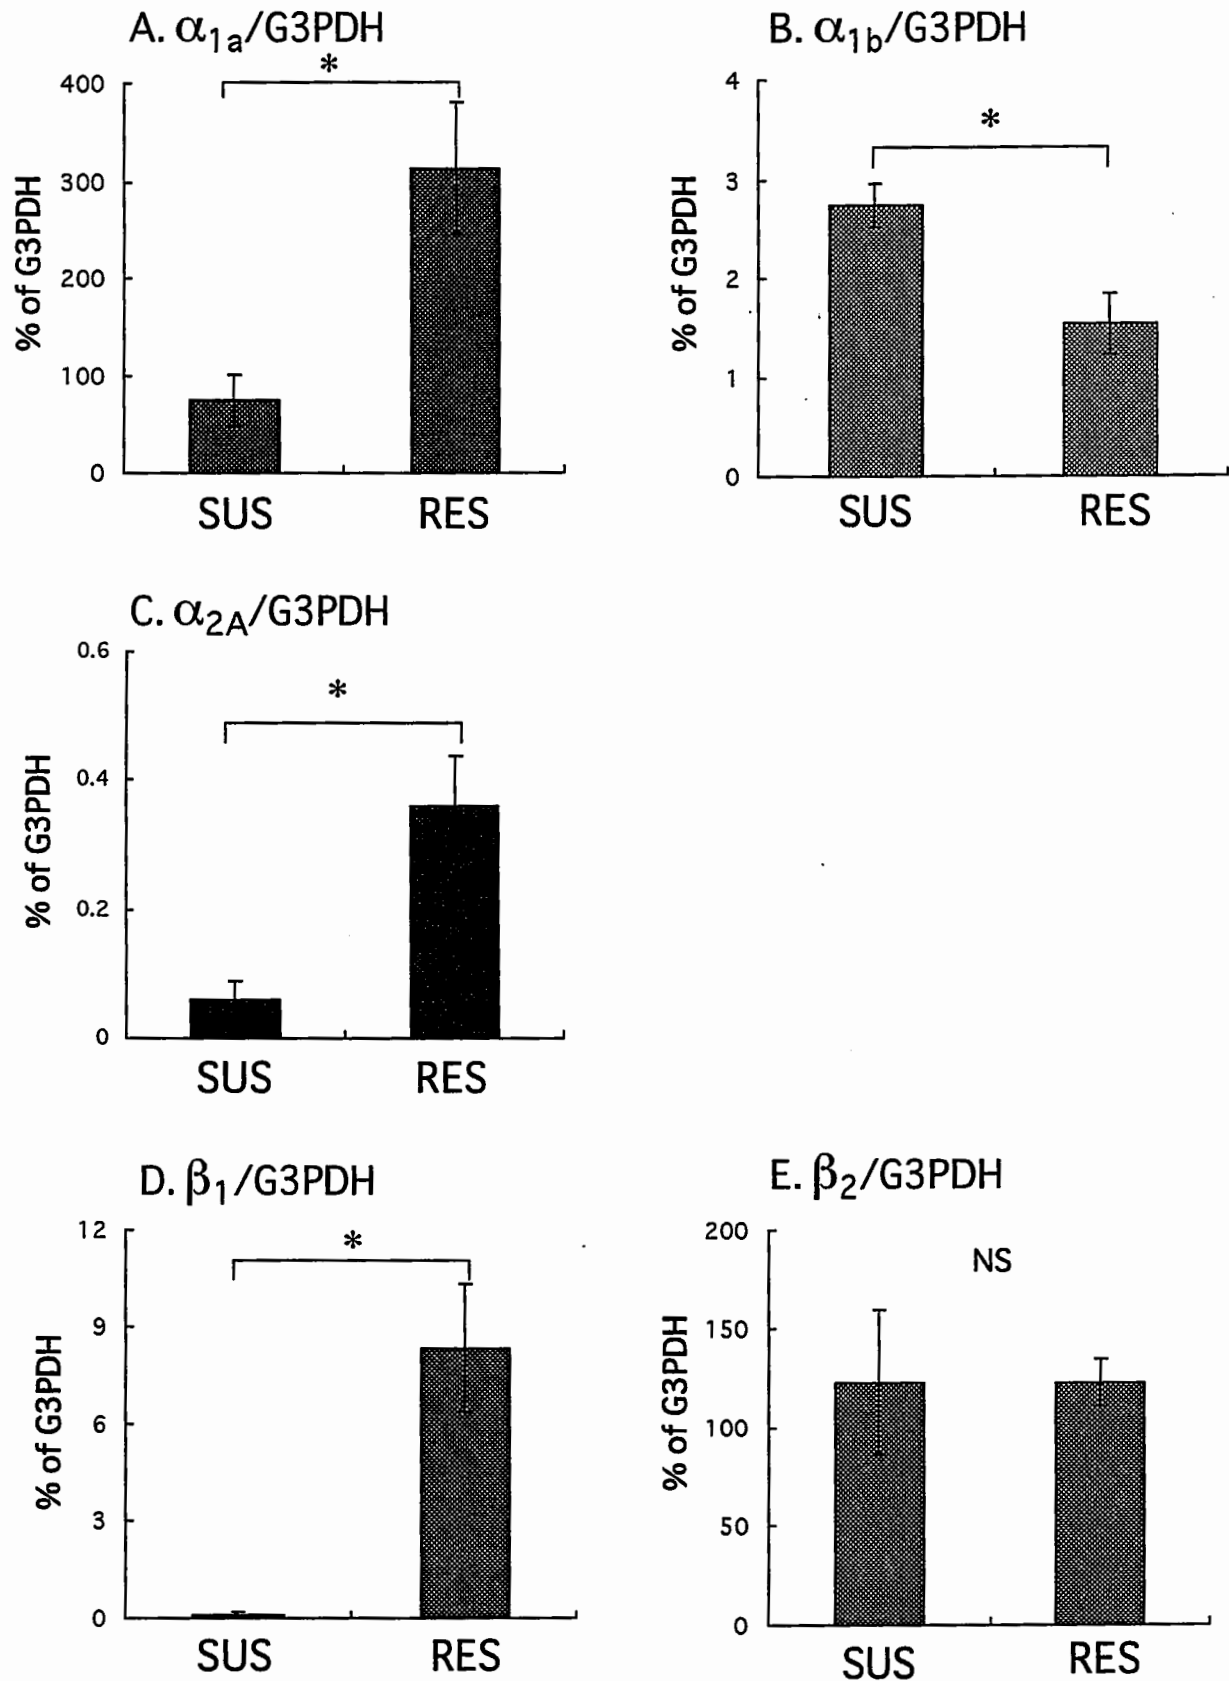 A. α1a/G3PDH
*
400
300
200
100
0
% of G3PDH
SUS RES
B. α1b/G3PDH
*
4
3
2
1
0
% of G3PDH
SUS RES
C. α2A/G3PDH
*
0.6
0.4
0.2
0
% of G3PDH
SUS RES
D. β1/G3PDH
*
12
9
6
3
0
% of G3PDH
SUS RES
E. β2/G3PDH
NS
200
150
100
50
0
% of G3PDH
SUS RES